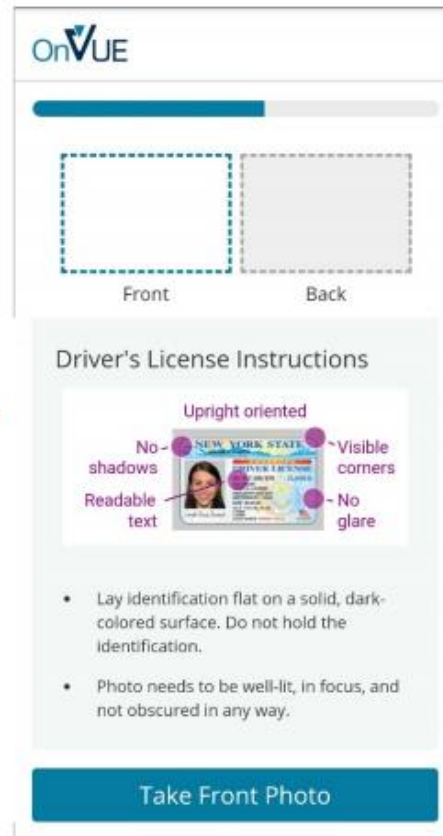 OnVUE
Front Back
Driver's License Instructions
Upright oriented
NEW YORK STATE
No shadows
Visible corners
DRIVER LICENSE
Readable text
No glare
• Lay identification flat on a solid, dark-
colored surface. Do not hold the
identification.
• Photo needs to be well-lit, in focus, and
not obscured in any way.
Take Front Photo